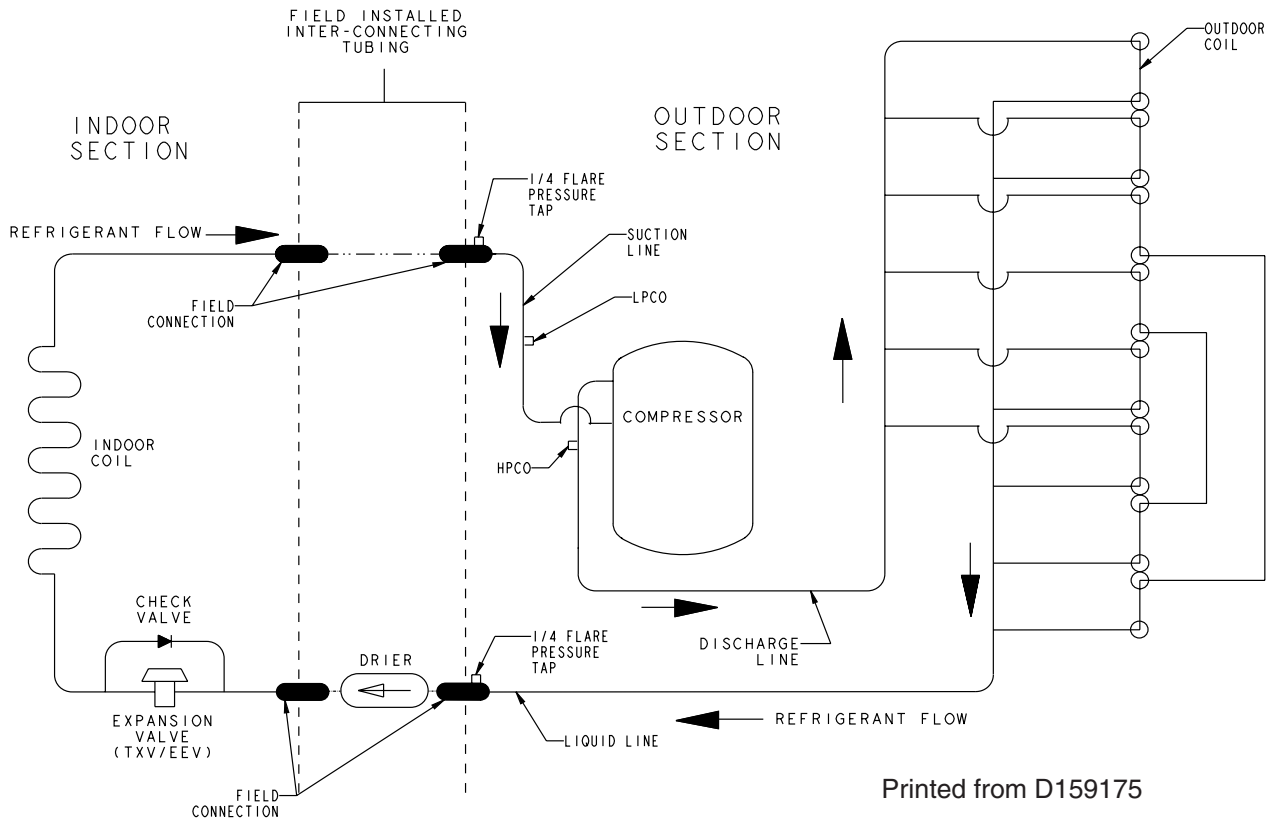 FIELD INSTALLED
INTER-CONNECTING
TUBING
OUTDOOR
COIL
INDOOR
SECTION
OUTDOOR
SECTION
1/4 FLARE
PRESSURE
TAP
REFRIGERANT FLOW
SUCTION
LINE
FIELD
CONNECTION
LPCO
COMPRESSOR
INDOOR
COIL
HPCO
CHECK
VALVE
DRIER
1/4 FLARE
PRESSURE
TAP
DISCHARGE
LINE
EXPANSION
VALVE
(TXV/EEV)
LIQUID LINE
REFRIGERANT FLOW
FIELD
CONNECTION
Printed from D159175